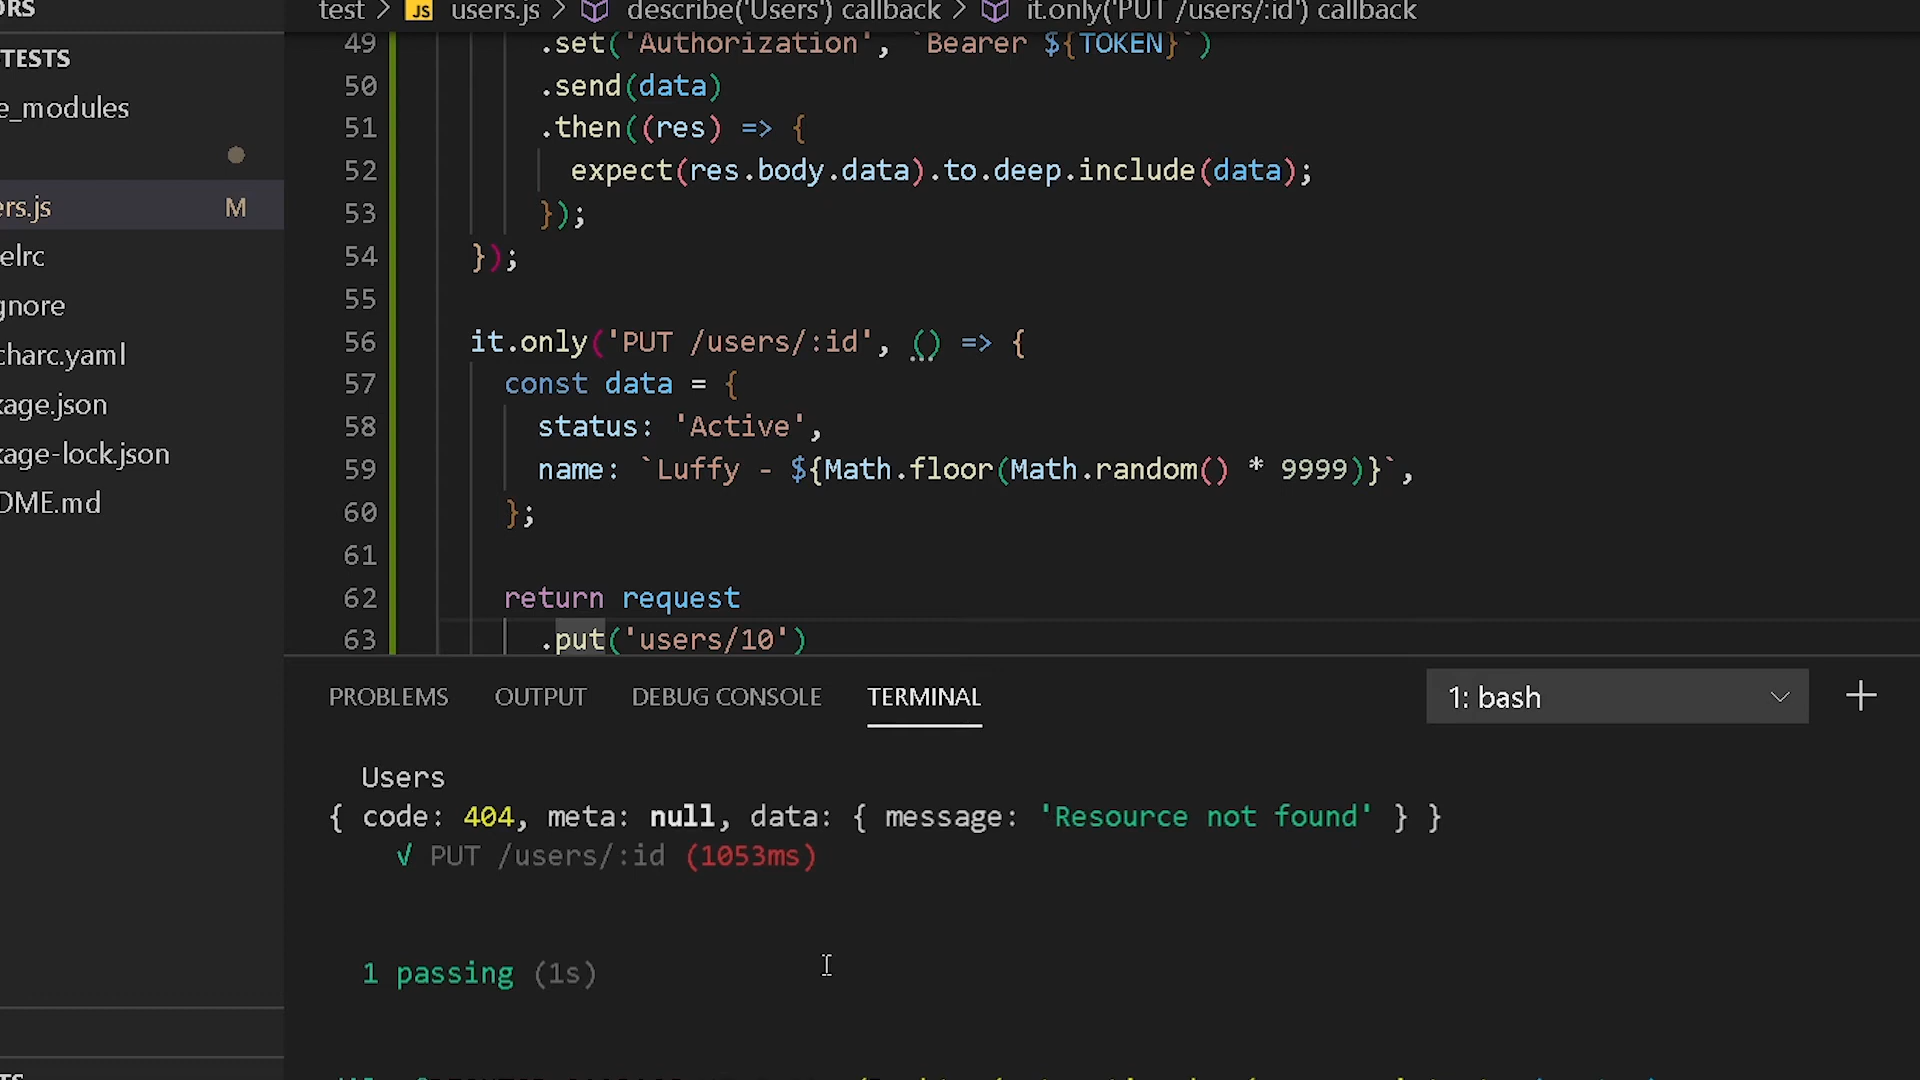 ORS
test > JS users.js > describe('Users') callback > it.only('PUT /users/:id') callback
TESTS
e_modules
ers.js M
elrc
gnore
charc.yaml
kage.json
kage-lock.json
DME.md
49 .set('Authorization', `Bearer ${TOKEN}`)
50 .send(data)
51 .then((res) => {
52 expect(res.body.data).to.deep.include(data);
53 });
54 });
55
56 it.only('PUT /users/:id', () => {
57 const data = {
58 status: 'Active',
59 name: `Luffy - ${Math.floor(Math.random() * 9999)}`,
60 };
61
62 return request
63 .put('users/10')
PROBLEMS OUTPUT DEBUG CONSOLE TERMINAL 1: bash
Users
{ code: 404, meta: null, data: { message: 'Resource not found' } }
√ PUT /users/:id (1053ms)
1 passing (1s)